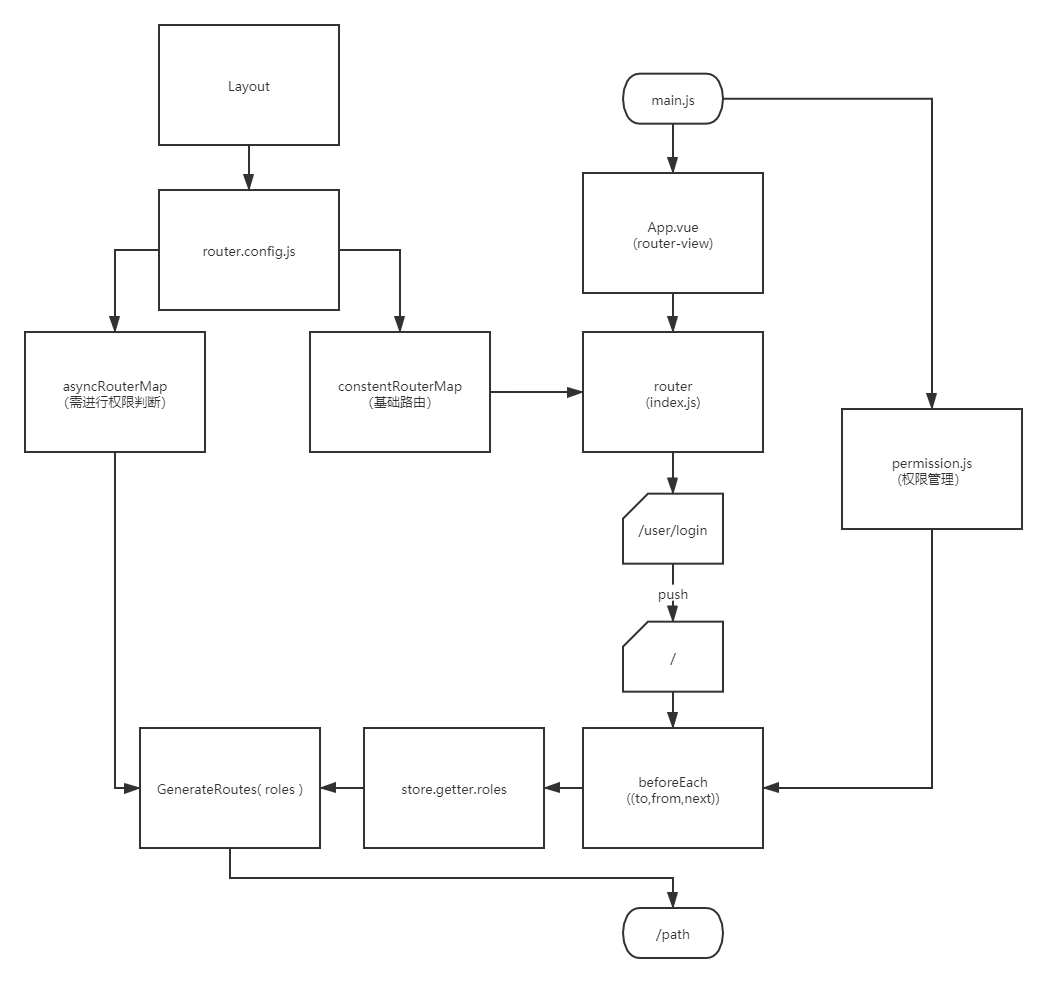 Layout
main.js
App.vue
(router-view)
router.config.js
asyncRouterMap
（需进行权限判断）
constentRouterMap
（基础路由）
router
(index.js)
permission.js
（权限管理）
/user/login
push
/
GenerateRoutes( roles )
store.getter.roles
beforeEach
((to,from,next))
/path